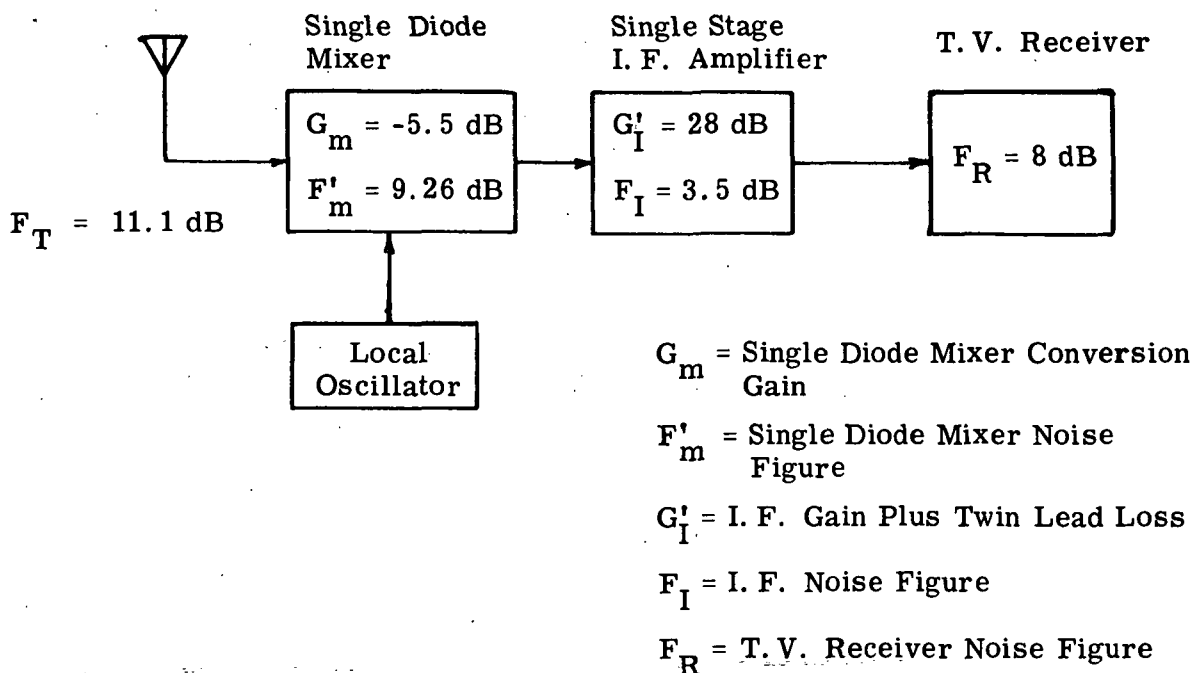 Single Diode
Mixer
Single Stage
I. F. Amplifier
T. V. Receiver
G_m = -5.5 dB
F'_m = 9.26 dB
G'_I = 28 dB
F_I = 3.5 dB
F_R = 8 dB
F_T = 11.1 dB
Local
Oscillator
G_m = Single Diode Mixer Conversion
Gain
F'_m = Single Diode Mixer Noise
Figure
G'_I = I. F. Gain Plus Twin Lead Loss
F_I = I. F. Noise Figure
F_R = T. V. Receiver Noise Figure